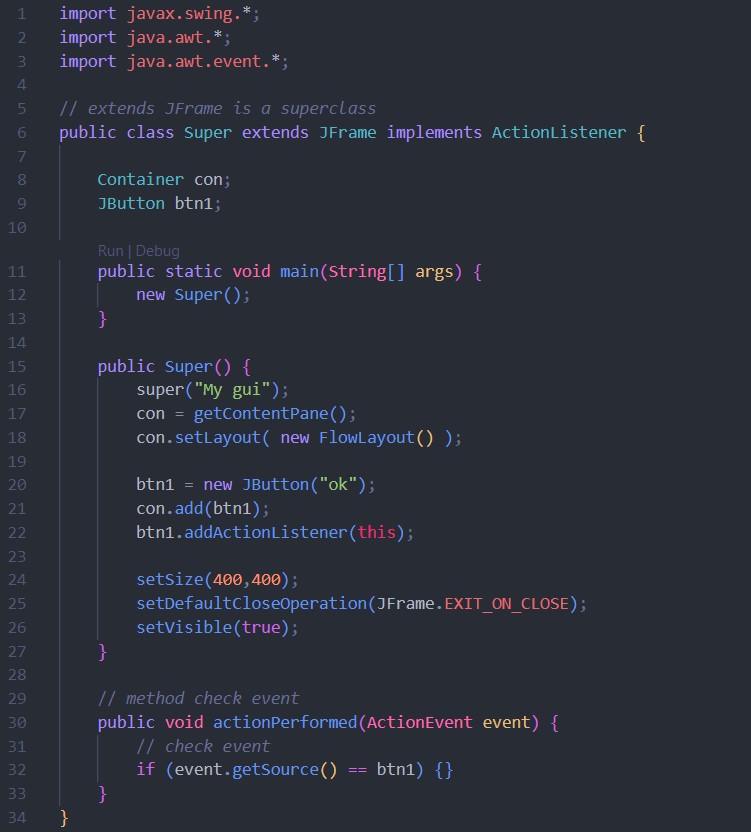 1 import javax.swing.*;
2 import java.awt.*;
3 import java.awt.event.*;
4
5 // extends JFrame is a superclass
6 public class Super extends JFrame implements ActionListener {
7
8 Container con;
9 JButton btn1;
10
Run | Debug
11 public static void main(String[] args) {
12 new Super();
13 }
14
15 public Super() {
16 super("My gui");
17 con = getContentPane();
18 con.setLayout( new FlowLayout() );
19
20 btn1 = new JButton("ok");
21 con.add(btn1);
22 btn1.addActionListener(this);
23
24 setSize(400,400);
25 setDefaultCloseOperation(JFrame.EXIT_ON_CLOSE);
26 setVisible(true);
27 }
28
29 // method check event
30 public void actionPerformed(ActionEvent event) {
31 // check event
32 if (event.getSource() == btn1) {}
33 }
34 }